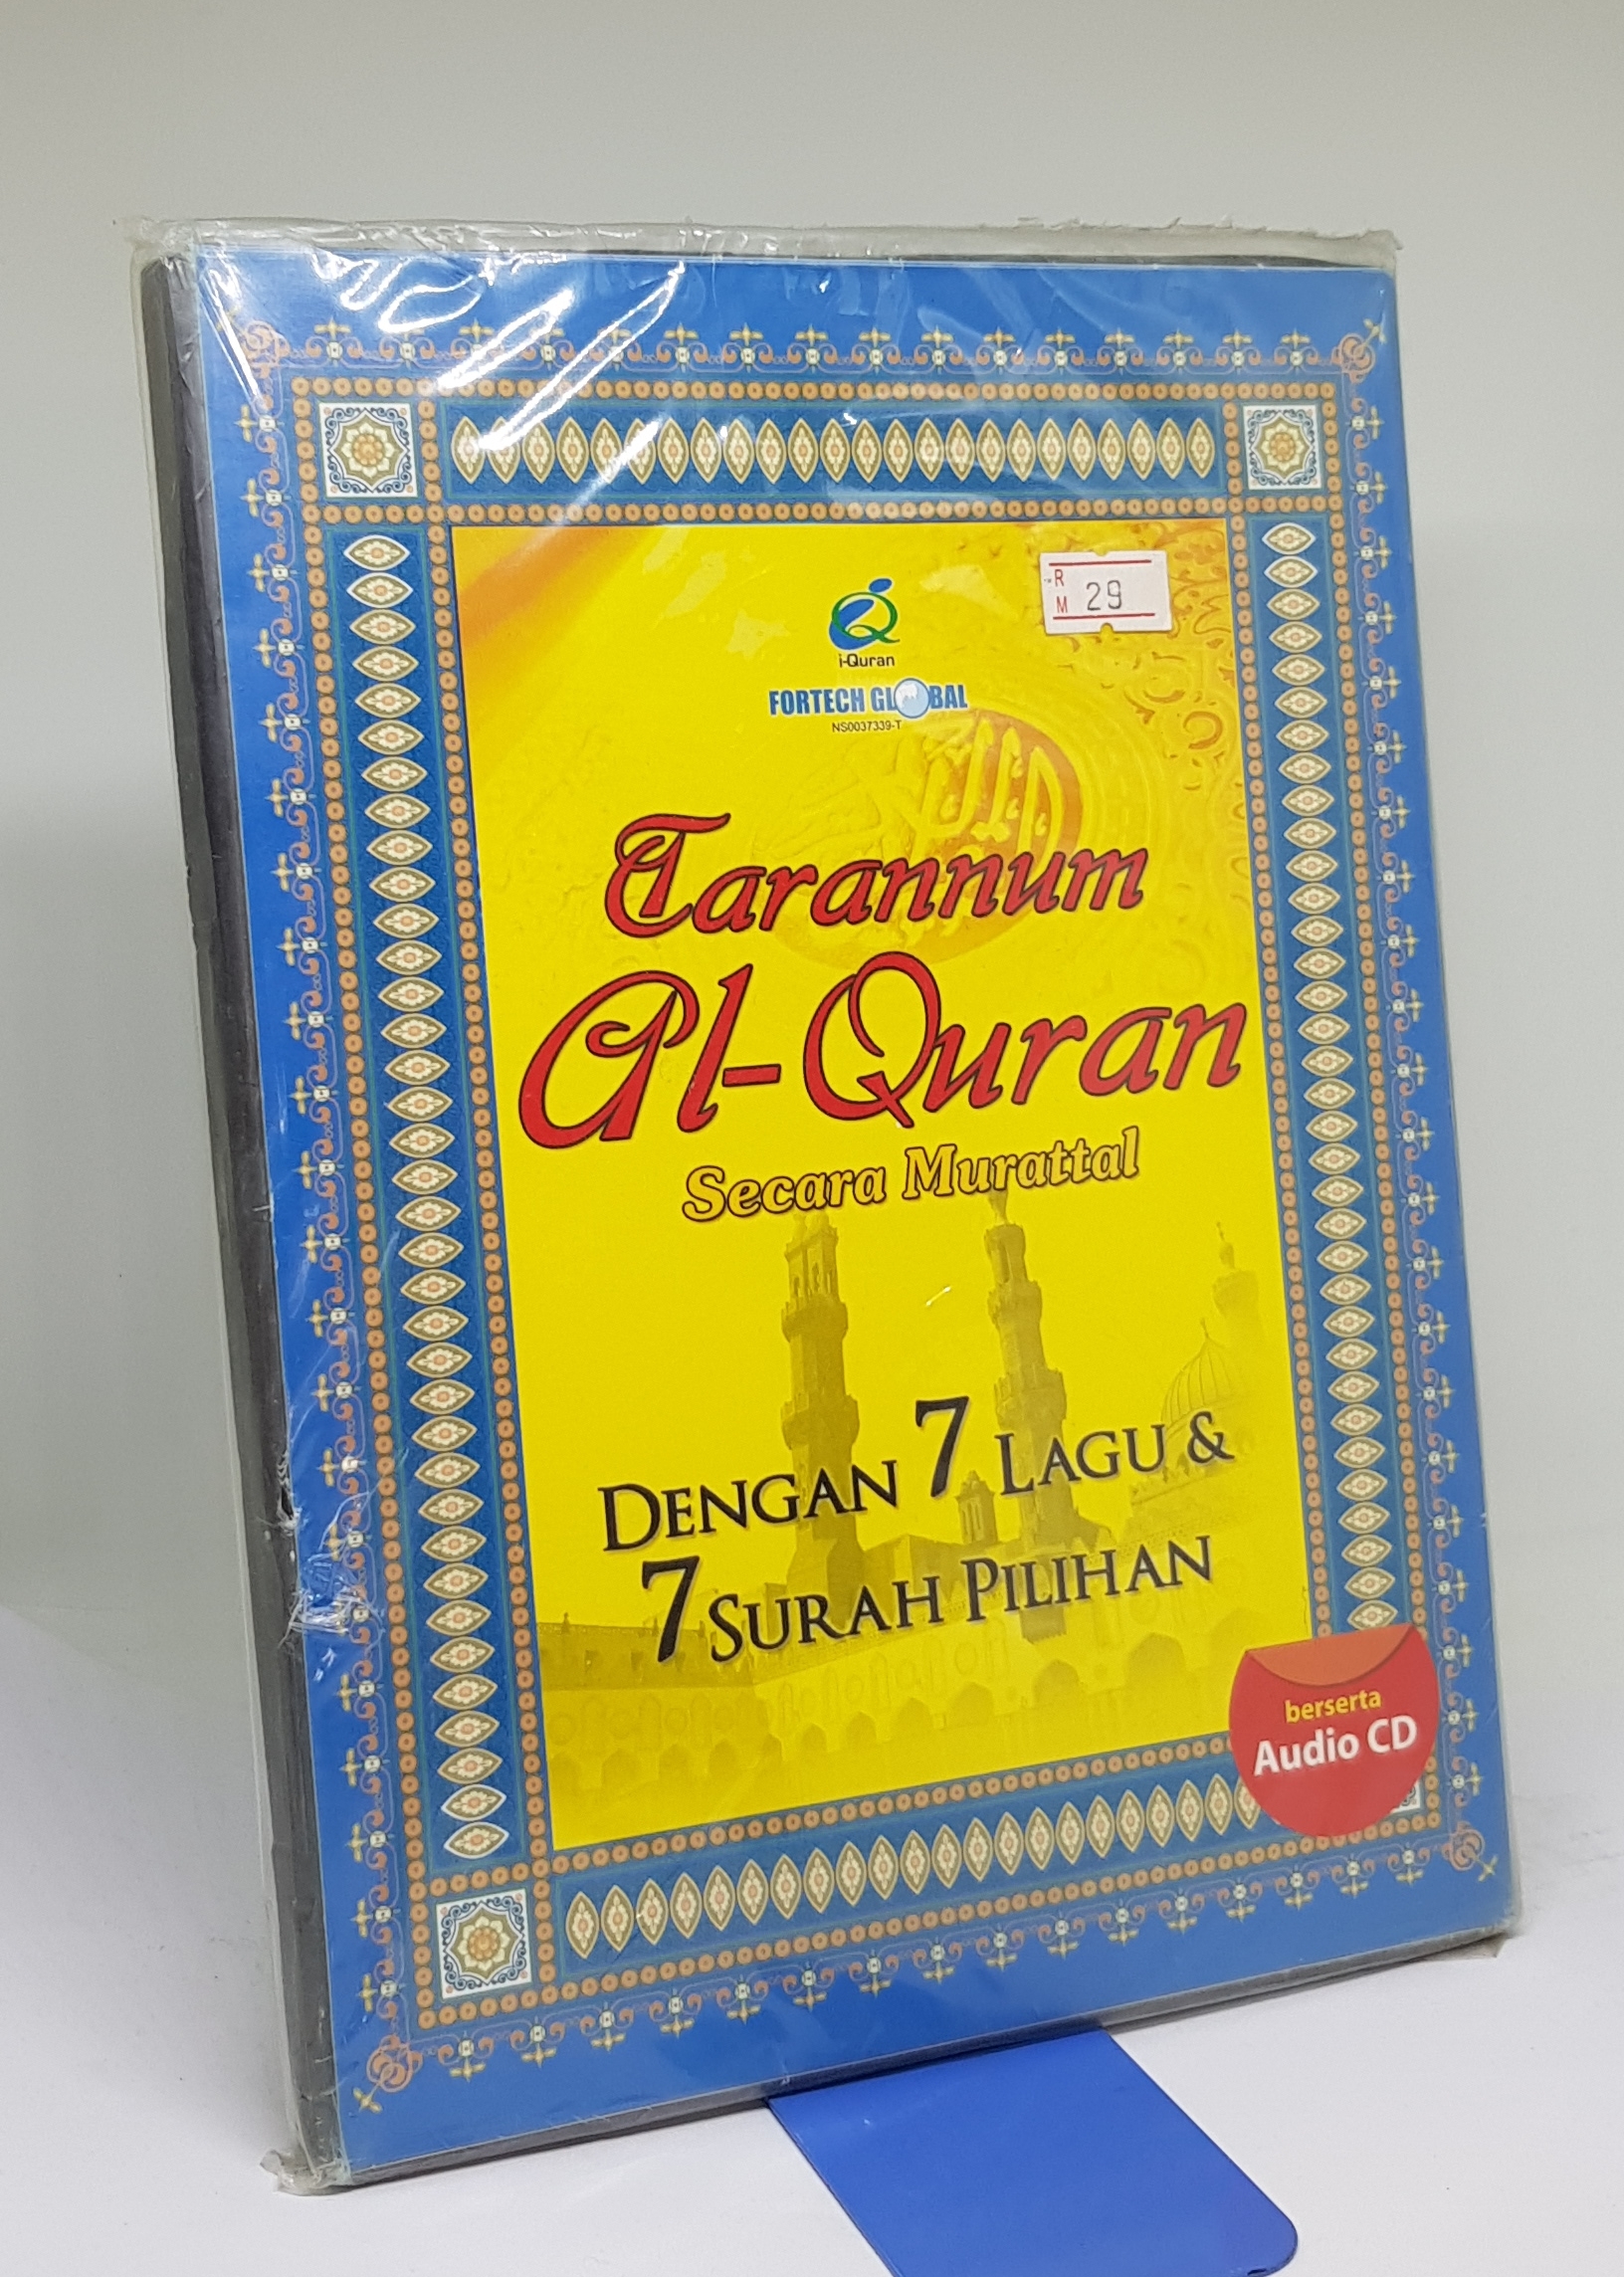 RM 29
i-Quran
FORTECH GLOBAL
NS0037339-T
Tarannum
Al-Quran
Secara Murattal
DENGAN 7 LAGU &
7 SURAH PILIHAN
berserta
Audio CD